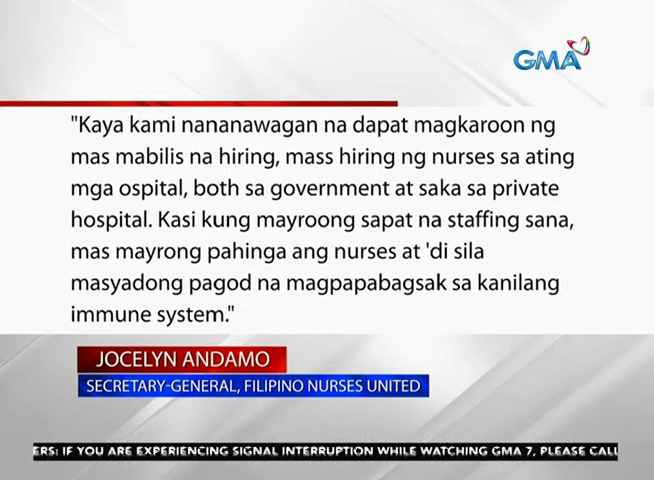 GMA
"Kaya kami nananawagan na dapat magkaroon ng
mas mabilis na hiring, mass hiring ng nurses sa ating
mga ospital, both sa government at saka sa private
hospital. Kasi kung mayroong sapat na staffing sana,
mas mayrong pahinga ang nurses at 'di sila
masyadong pagod na magpapabagsak sa kanilang
immune system."
JOCELYN ANDAMO
SECRETARY-GENERAL, FILIPINO NURSES UNITED
ERS: IF YOU ARE EXPERIENCING SIGNAL INTERRUPTION WHILE WATCHING GMA 7, PLEASE CALL